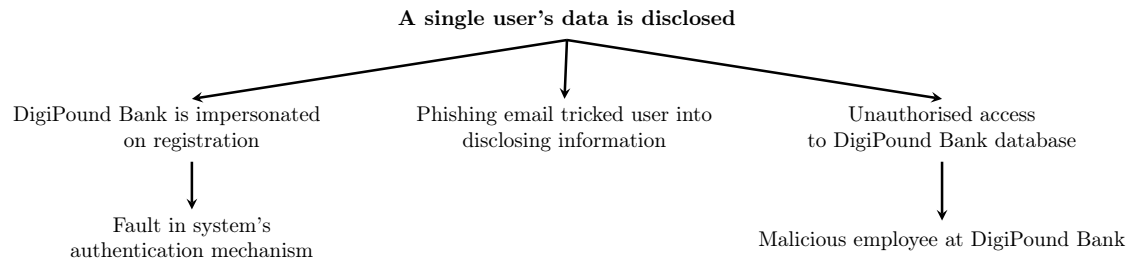 A single user's data is disclosed
DigiPound Bank is impersonated
on registration
Phishing email tricked user into
disclosing information
Unauthorised access
to DigiPound Bank database
Fault in system's
authentication mechanism
Malicious employee at DigiPound Bank